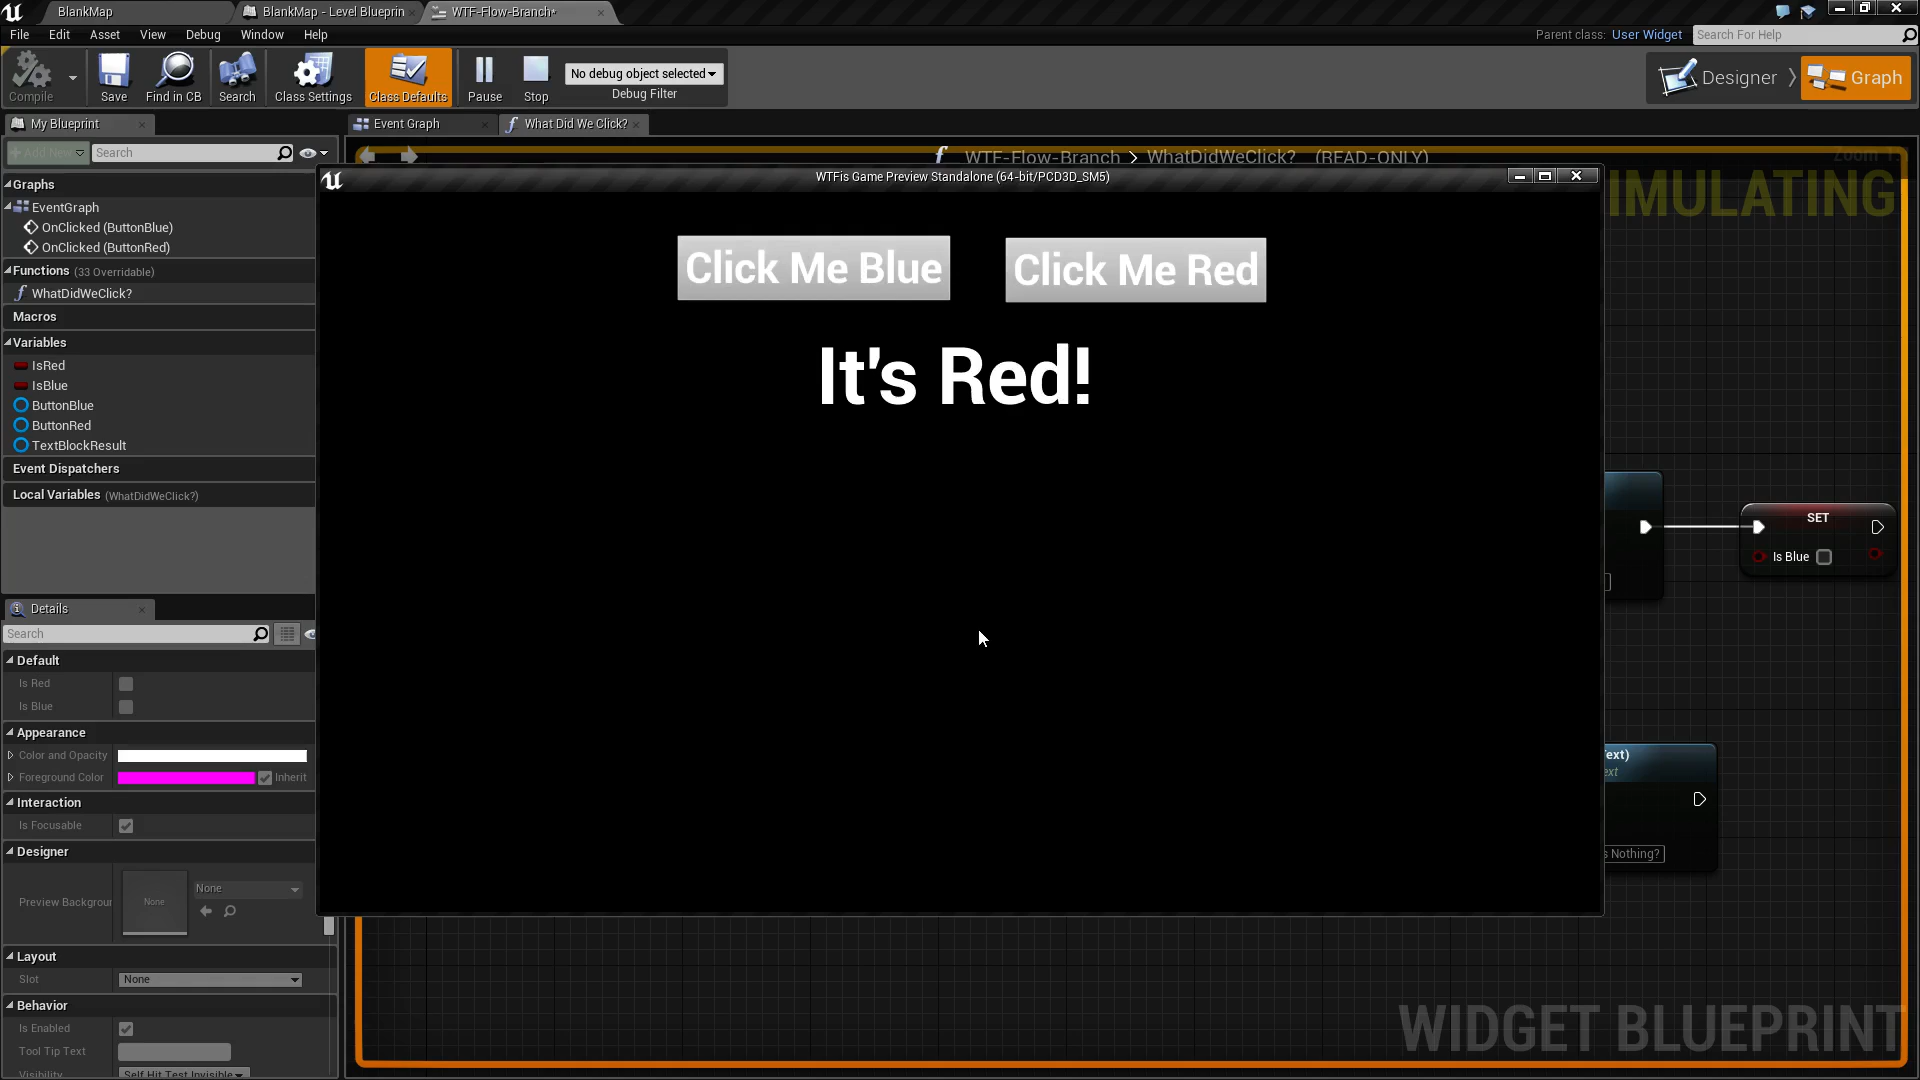 BlankMap
BlankMap - Level Blueprin
WTF-Flow-Branch*
File Edit Asset View Debug Window Help
Parent class: User Widget
Search For Help
Compile
Save
Find in CB
Search
Class Settings
Class Defaults
Pause
Stop
No debug object selected
Debug Filter
Designer
Graph
My Blueprint
Event Graph
What Did We Click?
Add New
Search
WTF-Flow-Branch > WhatDidWeClick? (READ-ONLY)
SIMULATING
WTFis Game Preview Standalone (64-bit/PCD3D_SM5)
Click Me Blue
Click Me Red
It's Red!
Graphs
EventGraph
OnClicked (ButtonBlue)
OnClicked (ButtonRed)
Functions (33 Overridable)
WhatDidWeClick?
Macros
Variables
IsRed
IsBlue
ButtonBlue
ButtonRed
TextBlockResult
Event Dispatchers
Local Variables (WhatDidWeClick?)
SET
Is Blue
ext)
ext
s Nothing?
Details
Search
Default
Is Red
Is Blue
Appearance
Color and Opacity
Foreground Color
Inherit
Interaction
Is Focusable
Designer
Preview Backgrour
None
None
Layout
Slot
None
Behavior
Is Enabled
Tool Tip Text
Visibility
Self Hit Test Invisible
WIDGET BLUEPRINT